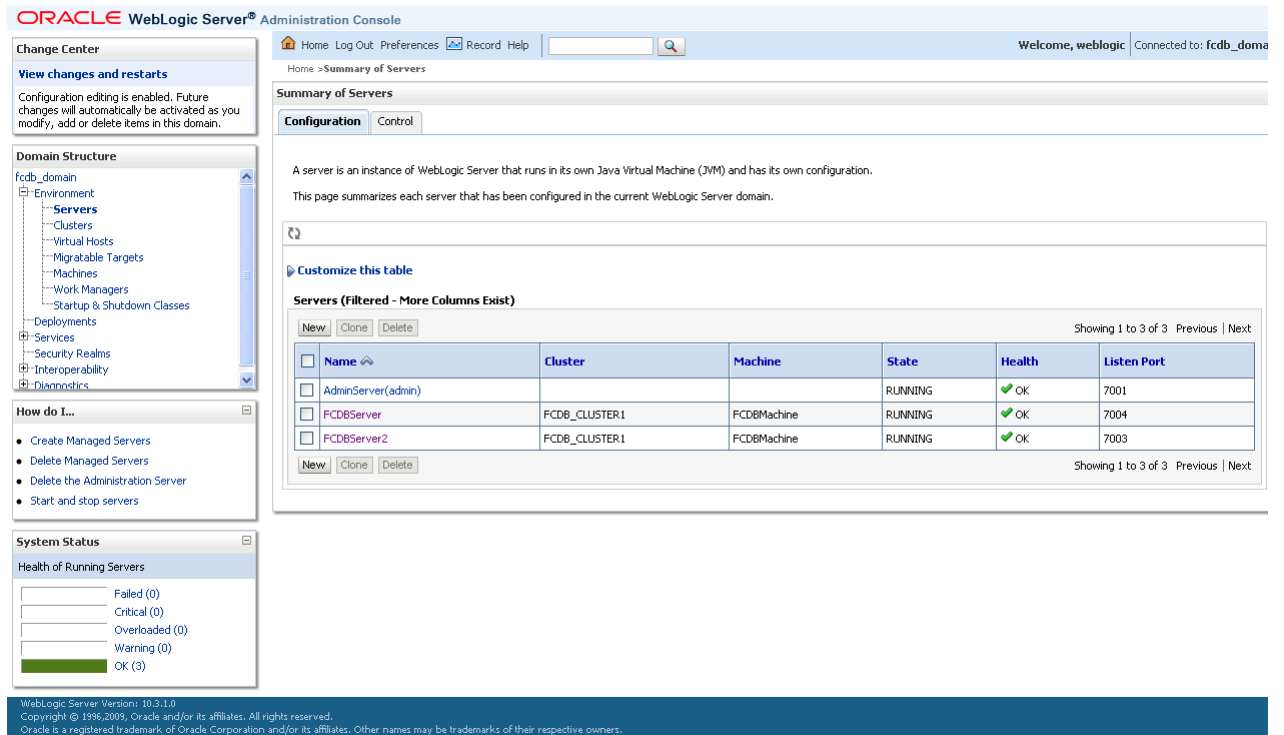 ORACLE WebLogic Server® Administration Console
Change Center
View changes and restarts
Configuration editing is enabled. Future
changes will automatically be activated as you
modify, add or delete items in this domain.
Domain Structure
fcdb_domain
Environment
Servers
Clusters
Virtual Hosts
Migratable Targets
Machines
Work Managers
Startup & Shutdown Classes
Deployments
Services
Security Realms
Interoperability
Diagnostics
How do I...
Create Managed Servers
Delete Managed Servers
Delete the Administration Server
Start and stop servers
System Status
Health of Running Servers
Failed (0)
Critical (0)
Overloaded (0)
Warning (0)
OK (3)
Home Log Out Preferences Record Help
Welcome, weblogic Connected to: fcdb_doma
Home >Summary of Servers
Summary of Servers
Configuration Control
A server is an instance of WebLogic Server that runs in its own Java Virtual Machine (JVM) and has its own configuration.
This page summarizes each server that has been configured in the current WebLogic Server domain.
Customize this table
Servers (Filtered - More Columns Exist)
New Clone Delete Showing 1 to 3 of 3 Previous | Next
Name Cluster Machine State Health Listen Port
AdminServer(admin) RUNNING OK 7001
FCDBServer FCDB_CLUSTER1 FCDBMachine RUNNING OK 7004
FCDBServer2 FCDB_CLUSTER1 FCDBMachine RUNNING OK 7003
New Clone Delete Showing 1 to 3 of 3 Previous | Next
WebLogic Server Version: 10.3.1.0
Copyright © 1996,2009, Oracle and/or its affiliates. All rights reserved.
Oracle is a registered trademark of Oracle Corporation and/or its affiliates. Other names may be trademarks of their respective owners.